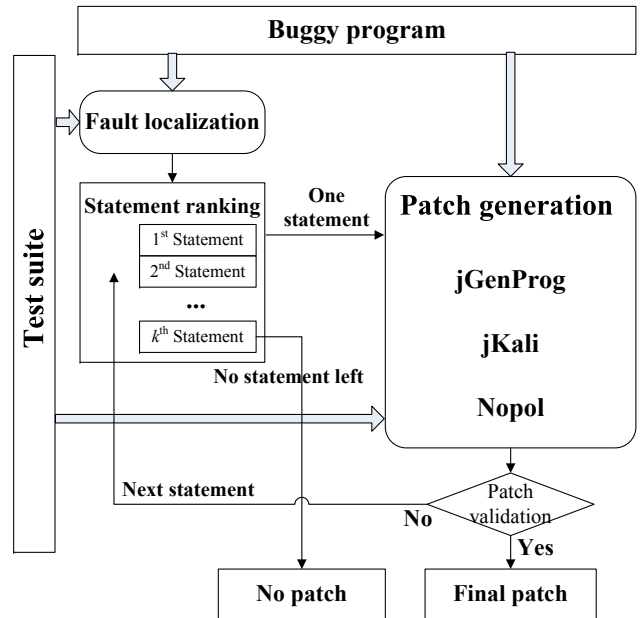 Buggy program
Test suite
Fault localization
Statement ranking
1st Statement
2nd Statement
...
kth Statement
One
statement
Patch generation
jGenProg
jKali
Nopol
No statement left
Next statement
Patch
validation
No
Yes
No patch
Final patch